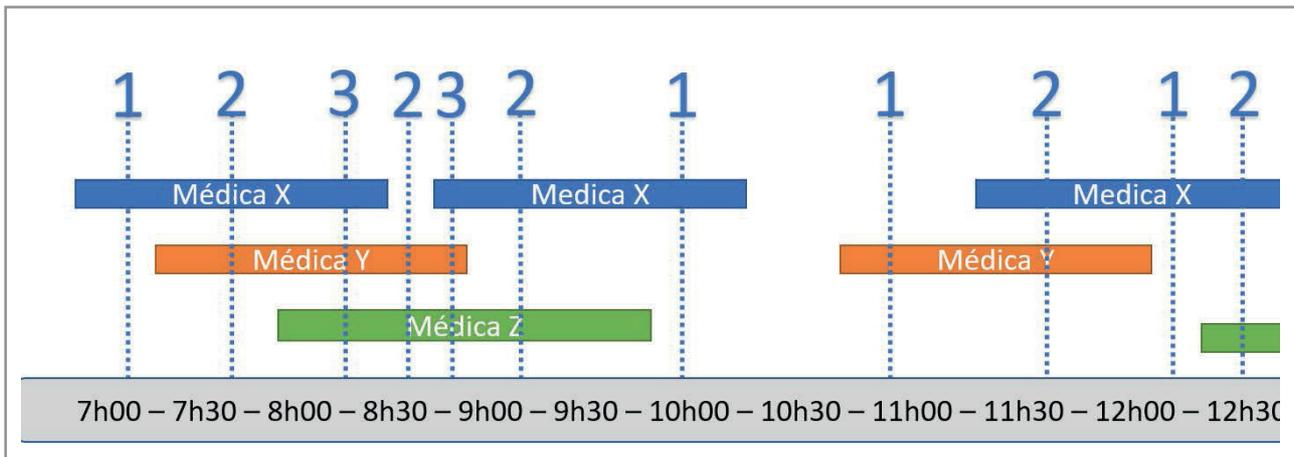 1 2 3 2 3 2 1 1 2 1 2
Médica X Medica X Medica X
Médica Y Médica Y
Médica Z
7h00 – 7h30 – 8h00 – 8h30 – 9h00 – 9h30 – 10h00 – 10h30 – 11h00 – 11h30 – 12h00 – 12h30